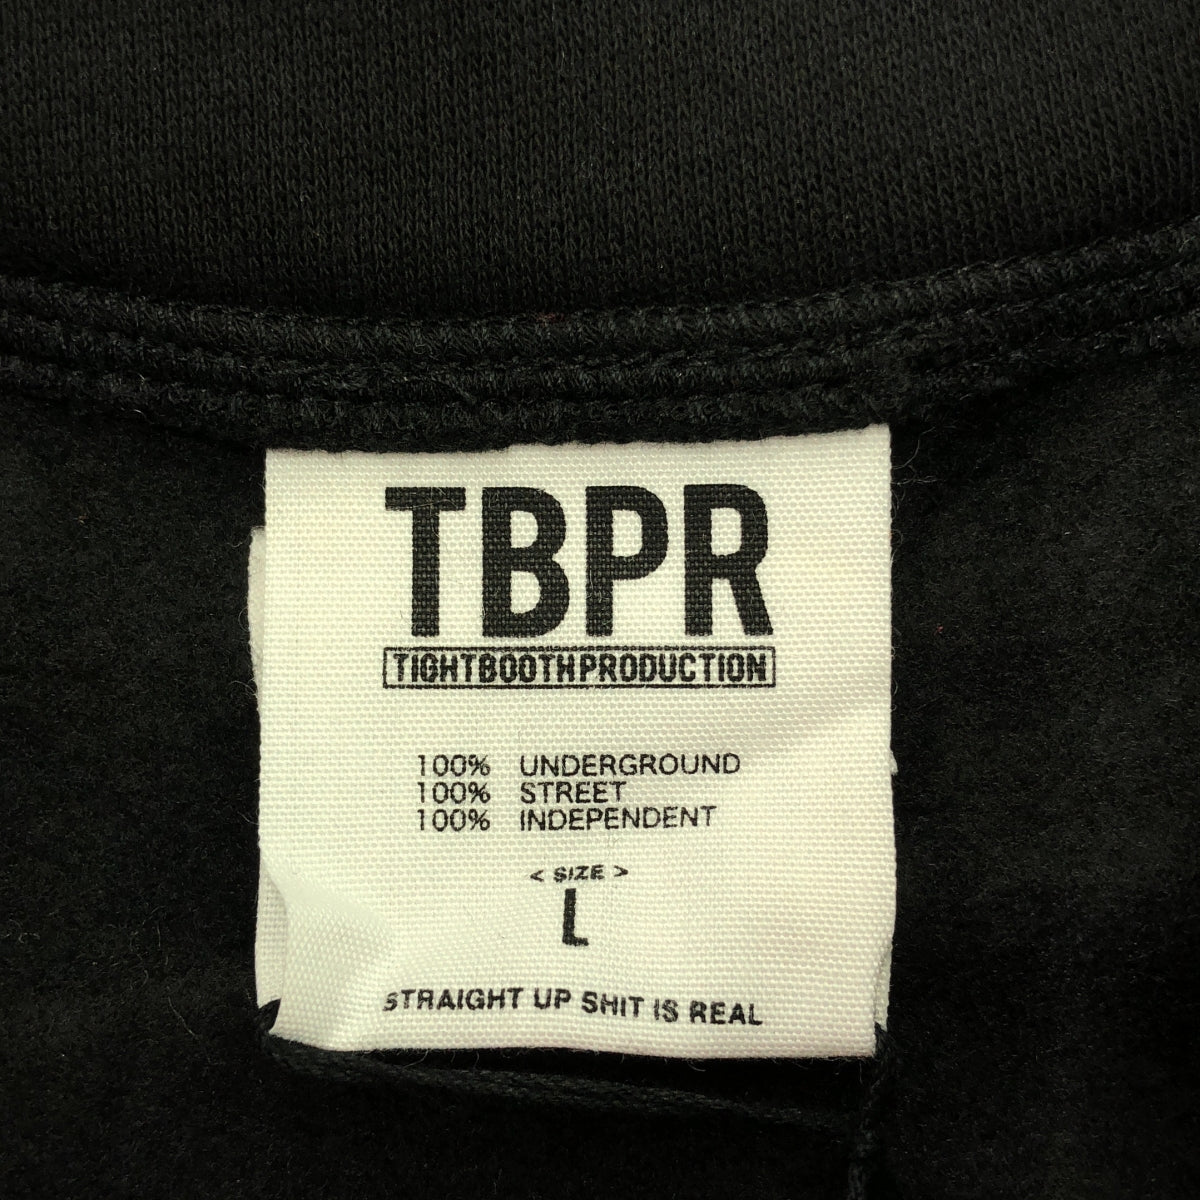 TBPR
TIGHTBOOTHPRODUCTION
100% UNDERGROUND
100% STREET
100% INDEPENDENT
< SIZE >
L
STRAIGHT UP SHIT IS REAL